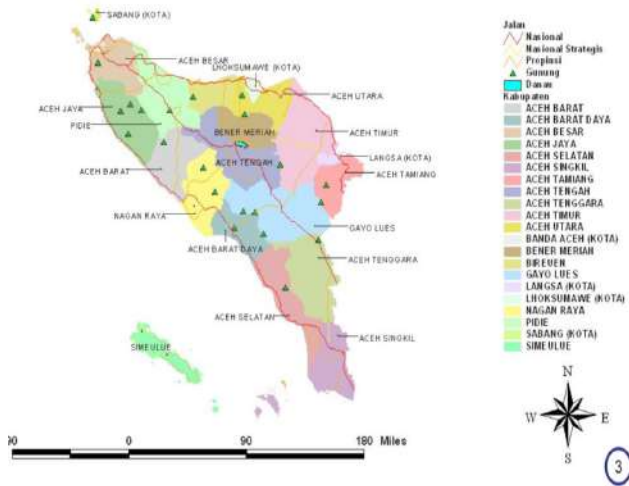 SABANG (KOTA)
ACEH BESAR
LHOKSUMAWE (KOTA)
ACEH UTARA
ACEH JAYA
PIDIE
BENER MERIAH
ACEH TIMUR
ACEH BARAT
ACEH TENGAH
LANGSA (KOTA)
ACEH TAMIANG
NAGAN RAYA
GAYO LUES
ACEH BARAT DAYA
ACEH TENGGARA
ACEH SELATAN
ACEH SINGKIL
SIMEULUE
90 0 90 180 Miles
Jalan
Nasional
Nasional Strategis
Propinsi
Gunung
Danau
Kabupaten
ACEH BARAT
ACEH BARAT DAYA
ACEH BESAR
ACEH JAYA
ACEH SELATAN
ACEH SINGKIL
ACEH TAMIANG
ACEH TENGAH
ACEH TENGGARA
ACEH TIMUR
ACEH UTARA
BANDA ACEH (KOTA)
BENER MERIAH
BIREUEN
GAYO LUES
LANGSA (KOTA)
LHOKSUMAWE (KOTA)
NAGAN RAYA
PIDIE
SABANG (KOTA)
SIMEULUE
N
W E
S
3